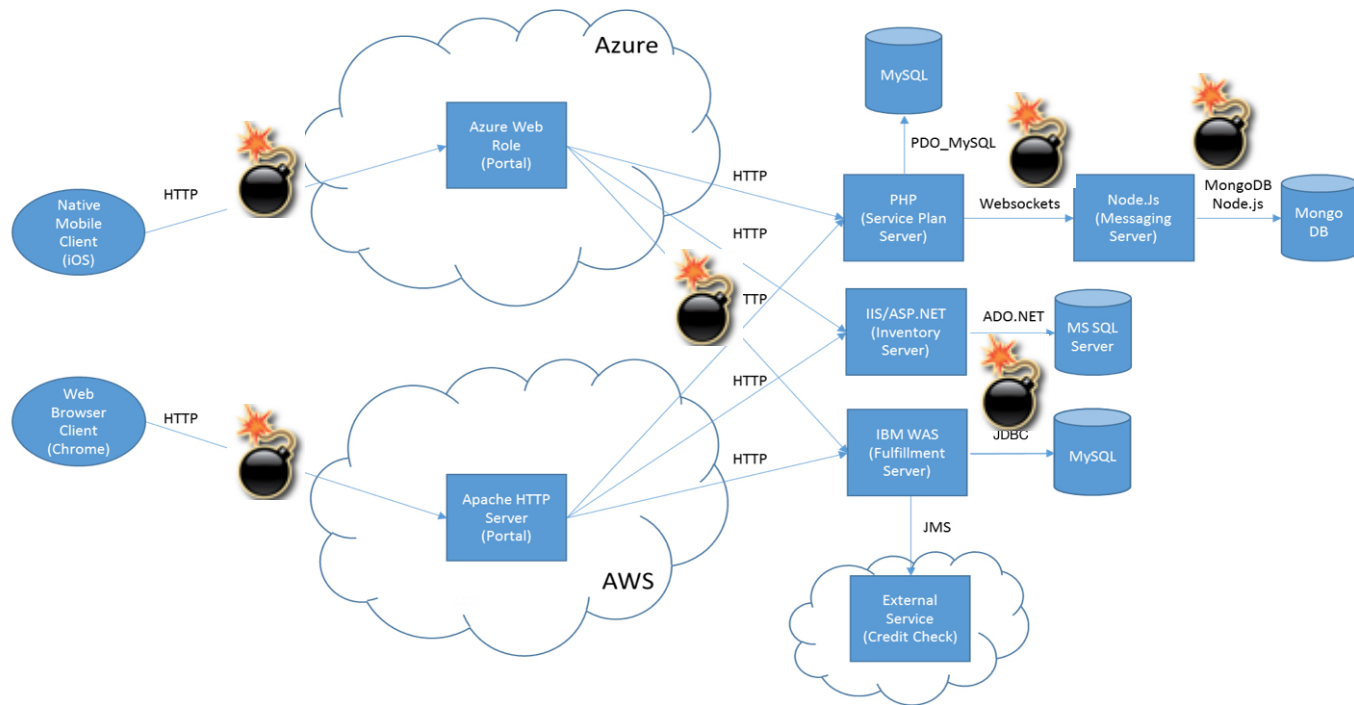 Azure
MySQL
Azure Web
Role
(Portal)
PDO_MySQL
HTTP
Native
Mobile
Client
(iOS)
HTTP
PHP
(Service Plan
Server)
Websockets
Node.Js
(Messaging
Server)
MongoDB
Node.js
Mongo
DB
HTTP
TTP
IIS/ASP.NET
(Inventory
Server)
ADO.NET
MS SQL
Server
Web
Browser
Client
(Chrome)
HTTP
HTTP
IBM WAS
(Fulfillment
Server)
JDBC
MySQL
HTTP
Apache HTTP
Server
(Portal)
JMS
AWS
External
Service
(Credit Check)